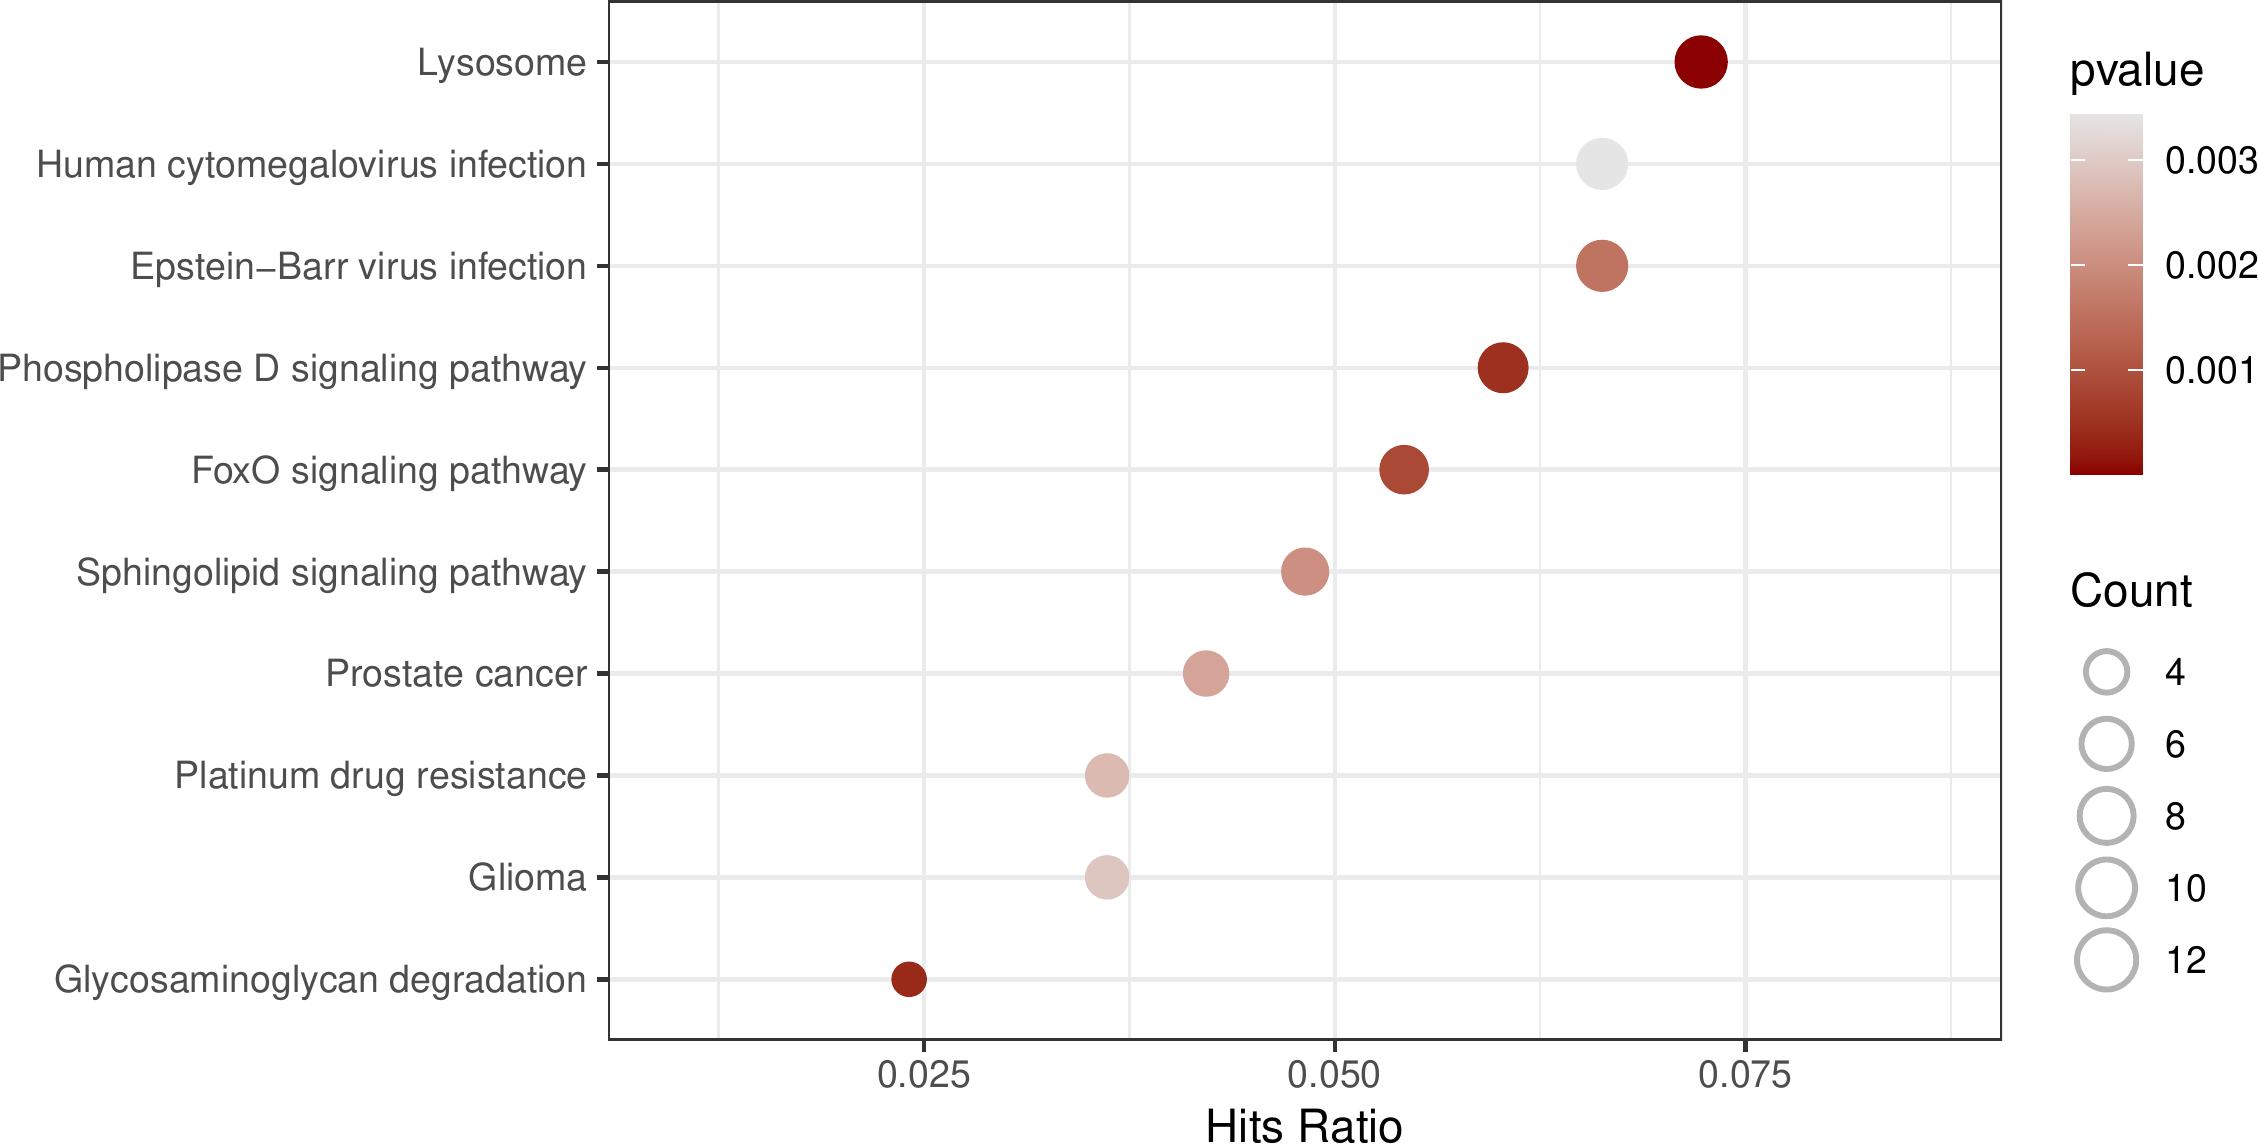 Lysosome
Human cytomegalovirus infection
Epstein−Barr virus infection
Phospholipase D signaling pathway
FoxO signaling pathway
Sphingolipid signaling pathway
Prostate cancer
Platinum drug resistance
Glioma
Glycosaminoglycan degradation
0.025 0.050 0.075
Hits Ratio
pvalue
0.003
0.002
0.001
Count
4
6
8
10
12